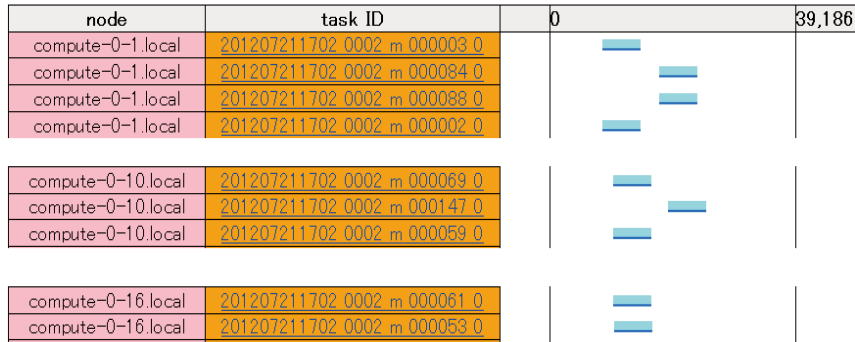 node task ID 0 39,186
compute-0-1.local 201207211702 0002 m 000003 0
compute-0-1.local 201207211702 0002 m 000084 0
compute-0-1.local 201207211702 0002 m 000088 0
compute-0-1.local 201207211702 0002 m 000002 0
compute-0-10.local 201207211702 0002 m 000069 0
compute-0-10.local 201207211702 0002 m 000147 0
compute-0-10.local 201207211702 0002 m 000059 0
compute-0-16.local 201207211702 0002 m 000061 0
compute-0-16.local 201207211702 0002 m 000053 0